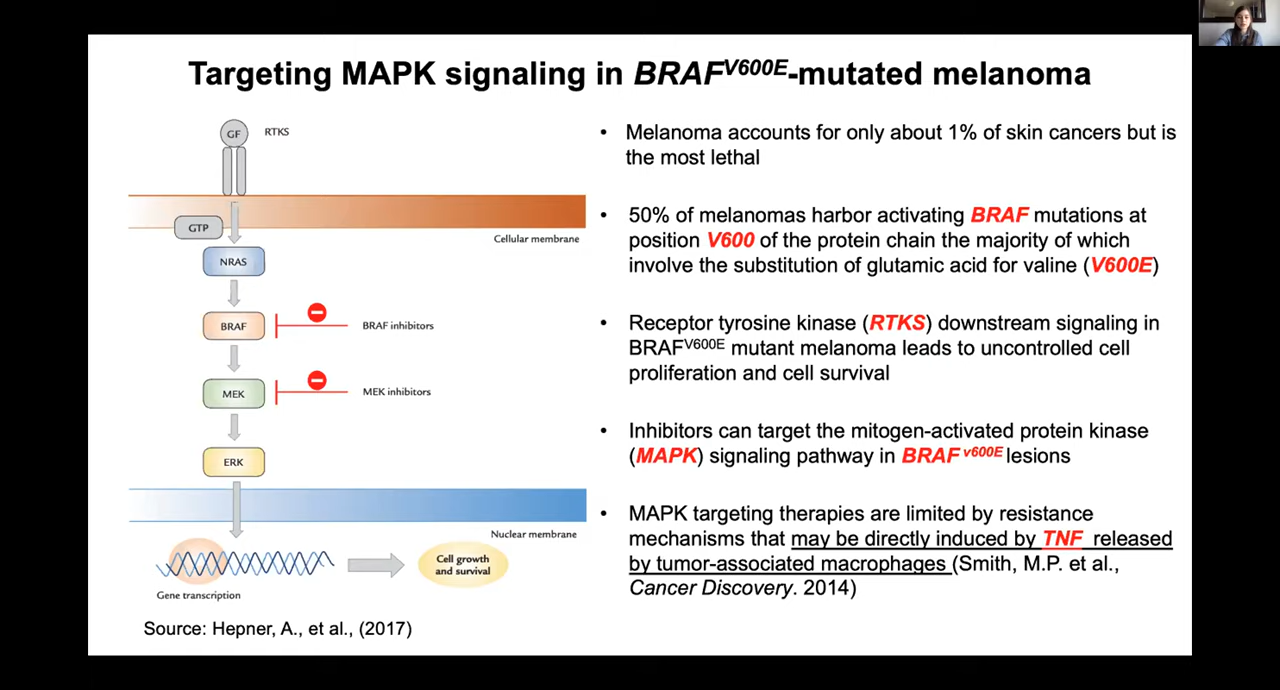 Targeting MAPK signaling in BRAFV600E-mutated melanoma
GF
RTKS
GTP
Cellular membrane
NRAS
BRAF
BRAF inhibitors
MEK
MEK inhibitors
ERK
Nuclear membrane
Cell growth
and survival
Gene transcription
Source: Hepner, A., et al., (2017)
• Melanoma accounts for only about 1% of skin cancers but is
the most lethal
• 50% of melanomas harbor activating BRAF mutations at
position V600 of the protein chain the majority of which
involve the substitution of glutamic acid for valine (V600E)
• Receptor tyrosine kinase (RTKS) downstream signaling in
BRAFV600E mutant melanoma leads to uncontrolled cell
proliferation and cell survival
• Inhibitors can target the mitogen-activated protein kinase
(MAPK) signaling pathway in BRAF v600E lesions
• MAPK targeting therapies are limited by resistance
mechanisms that may be directly induced by TNF released
by tumor-associated macrophages (Smith, M.P. et al.,
Cancer Discovery. 2014)